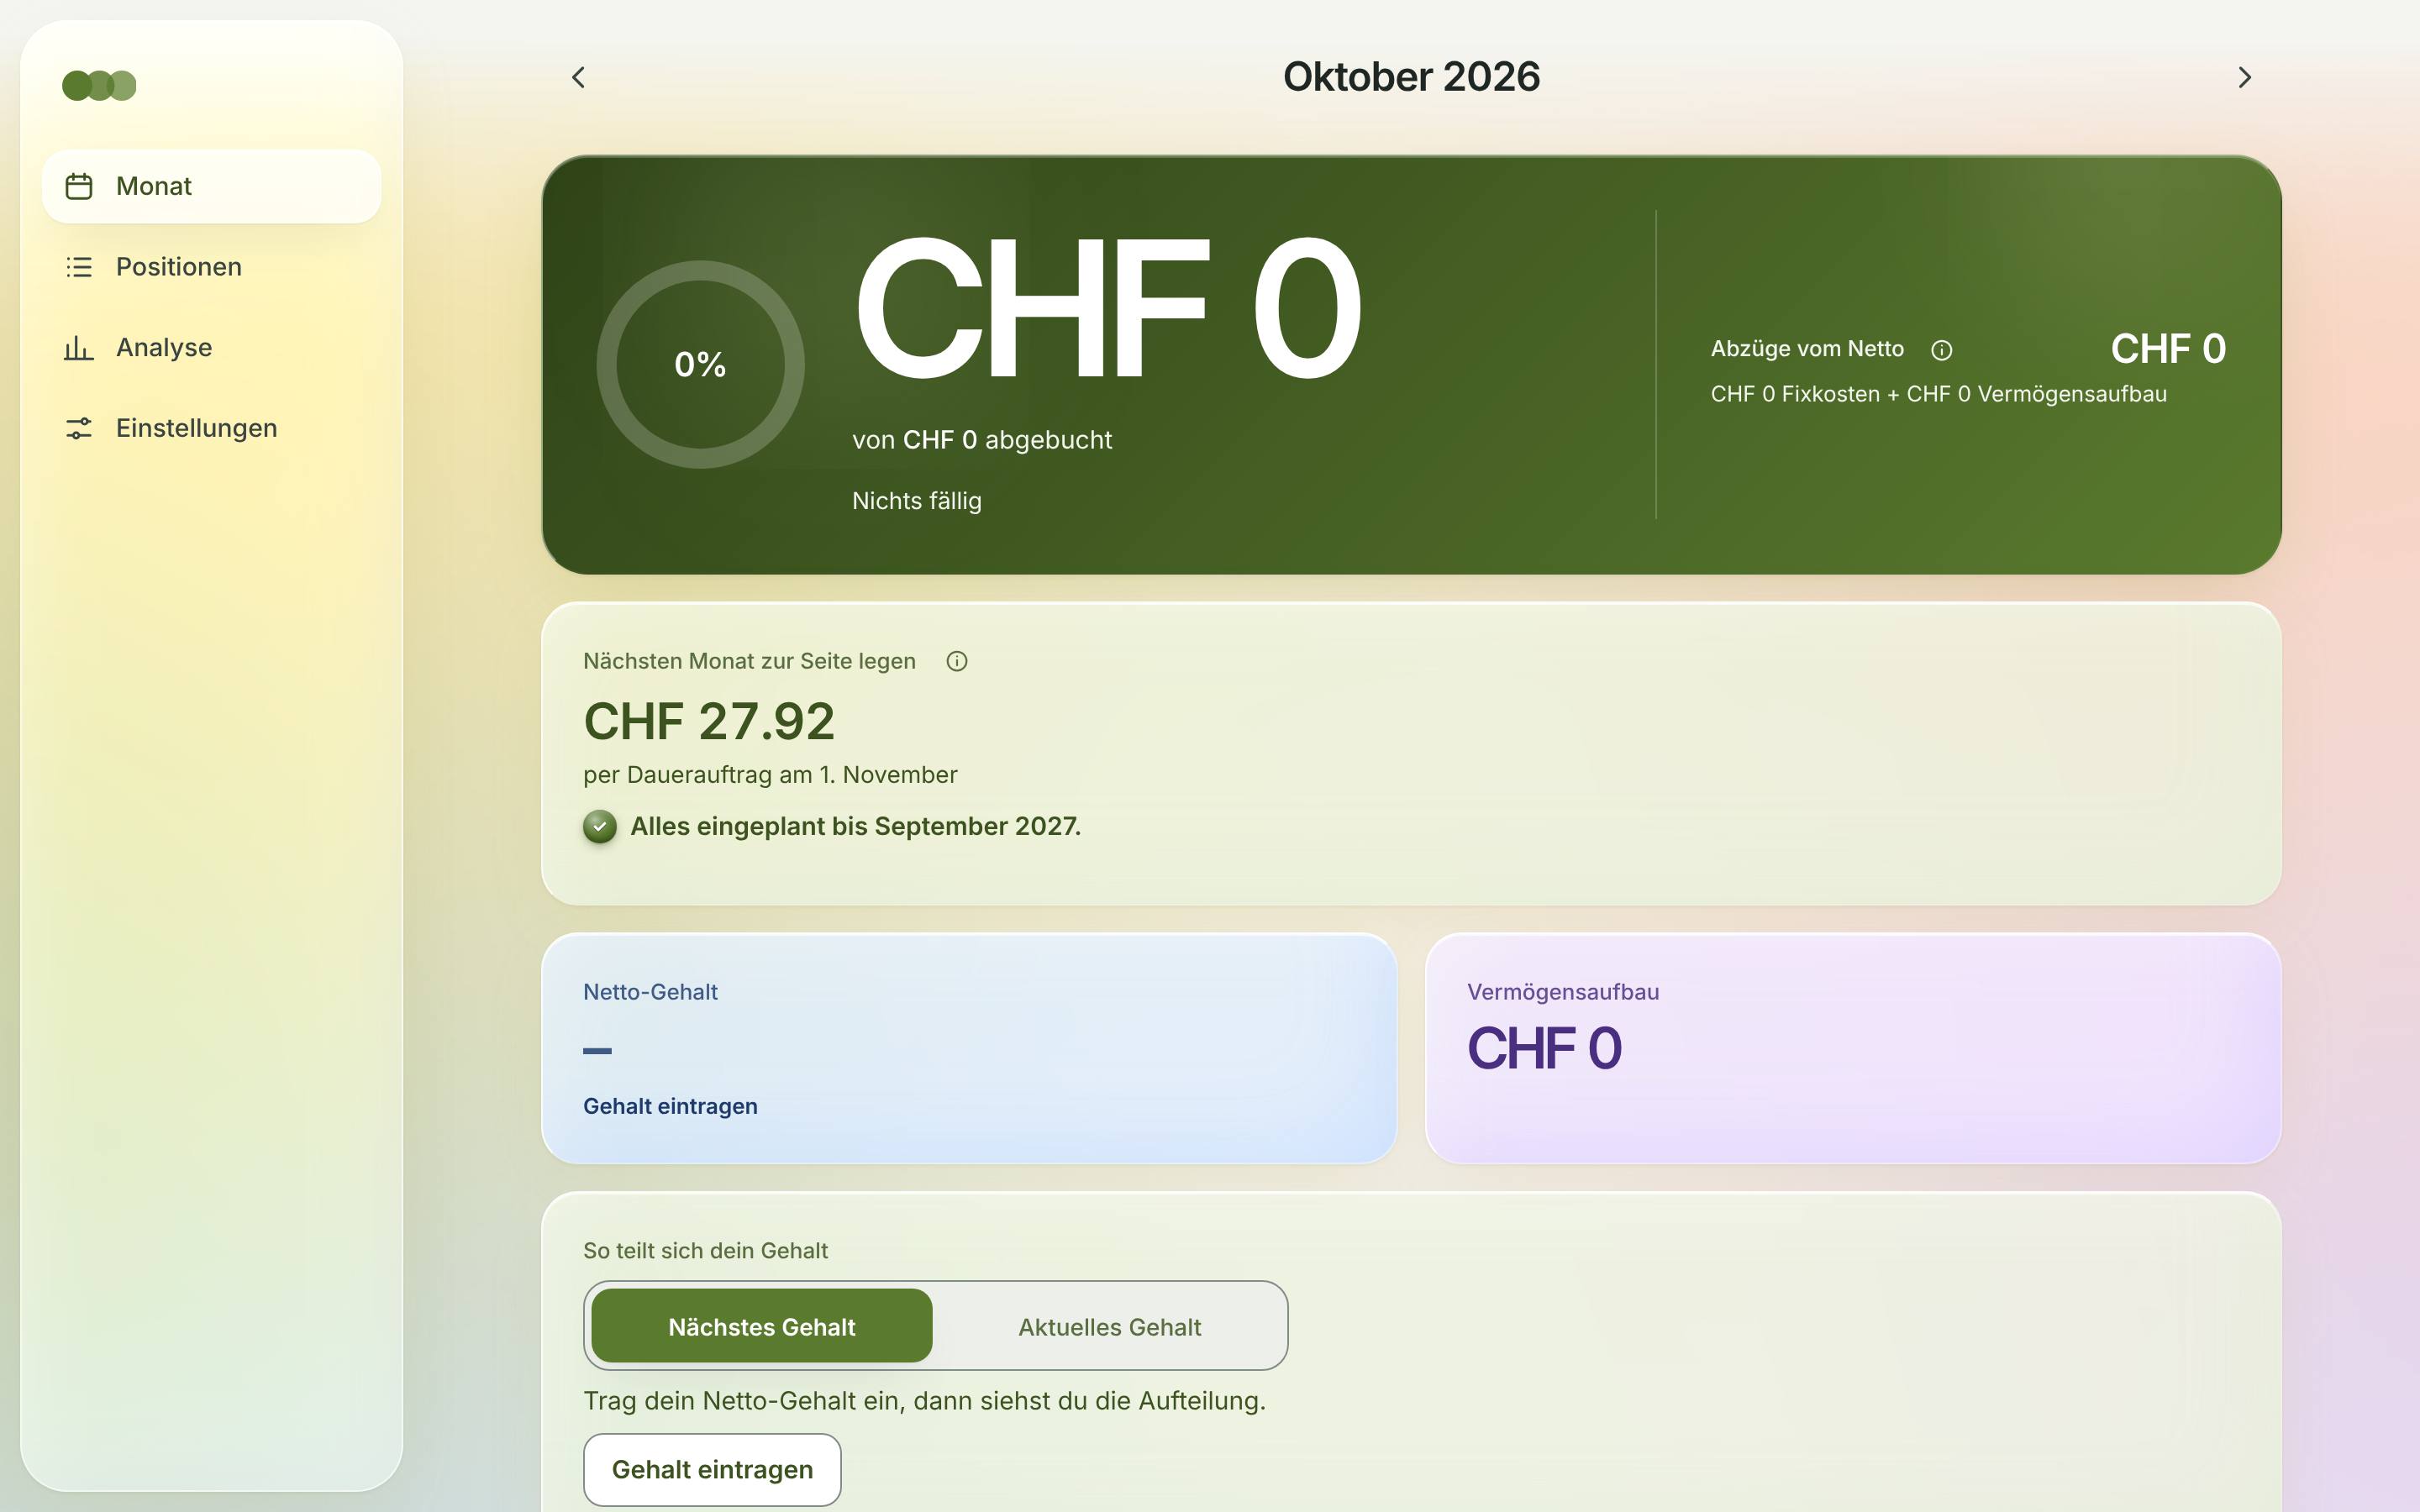 Oktober 2026
Monat
Positionen
Analyse
Einstellungen
0%
CHF 0
von CHF 0 abgebucht
Nichts fällig
Abzüge vom Netto
CHF 0
CHF 0 Fixkosten + CHF 0 Vermögensaufbau
Nächsten Monat zur Seite legen
CHF 27.92
per Dauerauftrag am 1. November
Alles eingeplant bis September 2027.
Netto-Gehalt
–
Gehalt eintragen
Vermögensaufbau
CHF 0
So teilt sich dein Gehalt
Nächstes Gehalt
Aktuelles Gehalt
Trag dein Netto-Gehalt ein, dann siehst du die Aufteilung.
Gehalt eintragen